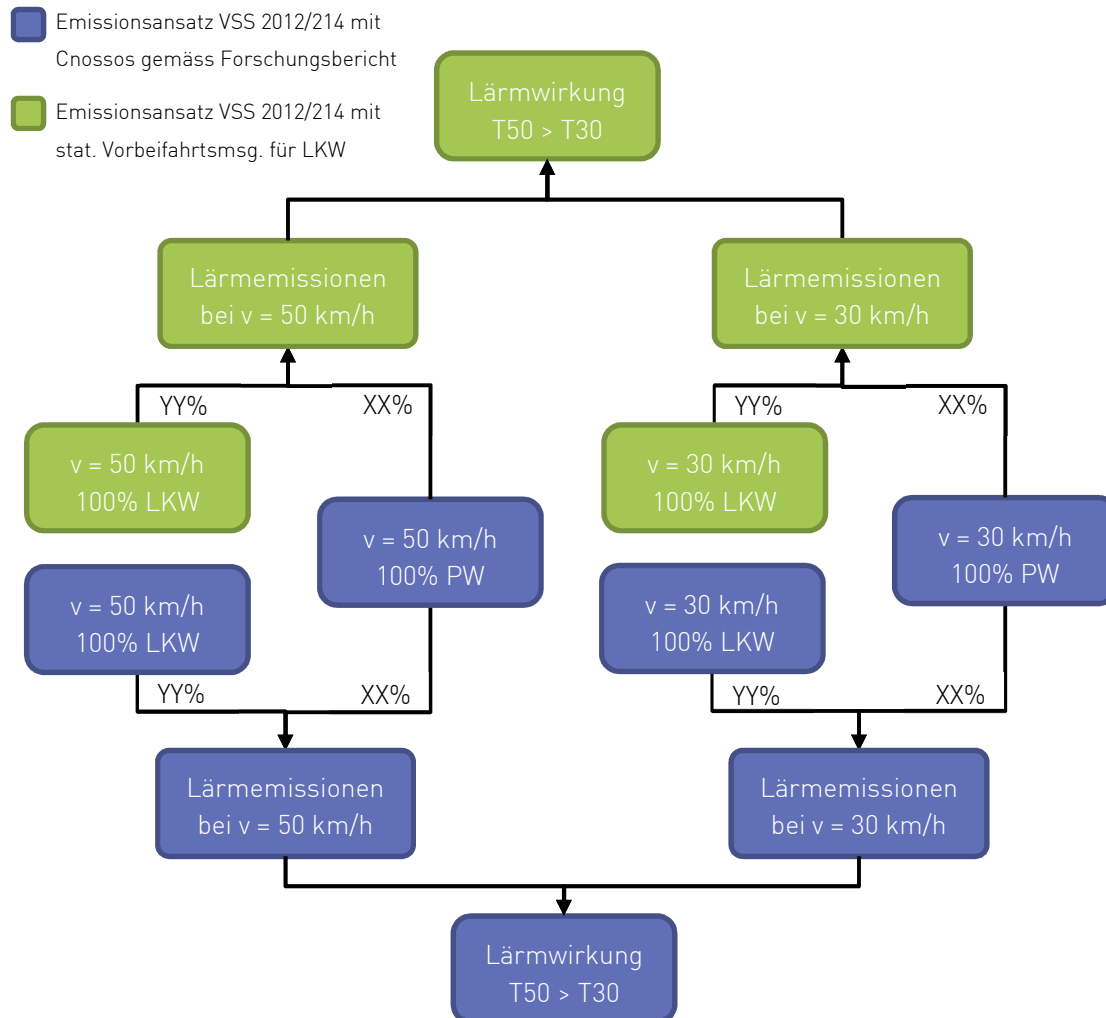 Emissionsansatz VSS 2012/214 mit
Cnossos gemäss Forschungsbericht
Emissionsansatz VSS 2012/214 mit
stat. Vorbeifahrtsmsg. für LKW
Lärmwirkung
T50 > T30
Lärmemissionen
bei v = 50 km/h
Lärmemissionen
bei v = 30 km/h
YY%
XX%
YY%
XX%
v = 50 km/h
100% LKW
v = 50 km/h
100% PW
v = 30 km/h
100% LKW
v = 30 km/h
100% PW
v = 50 km/h
100% LKW
v = 30 km/h
100% LKW
YY%
XX%
YY%
XX%
Lärmemissionen
bei v = 50 km/h
Lärmemissionen
bei v = 30 km/h
Lärmwirkung
T50 > T30